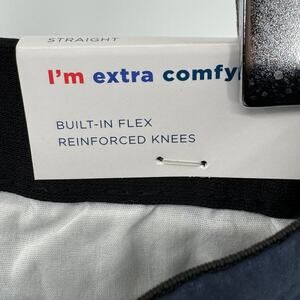 STRAIGHT
I'm extra comfy
BUILT-IN FLEX
REINFORCED KNEES